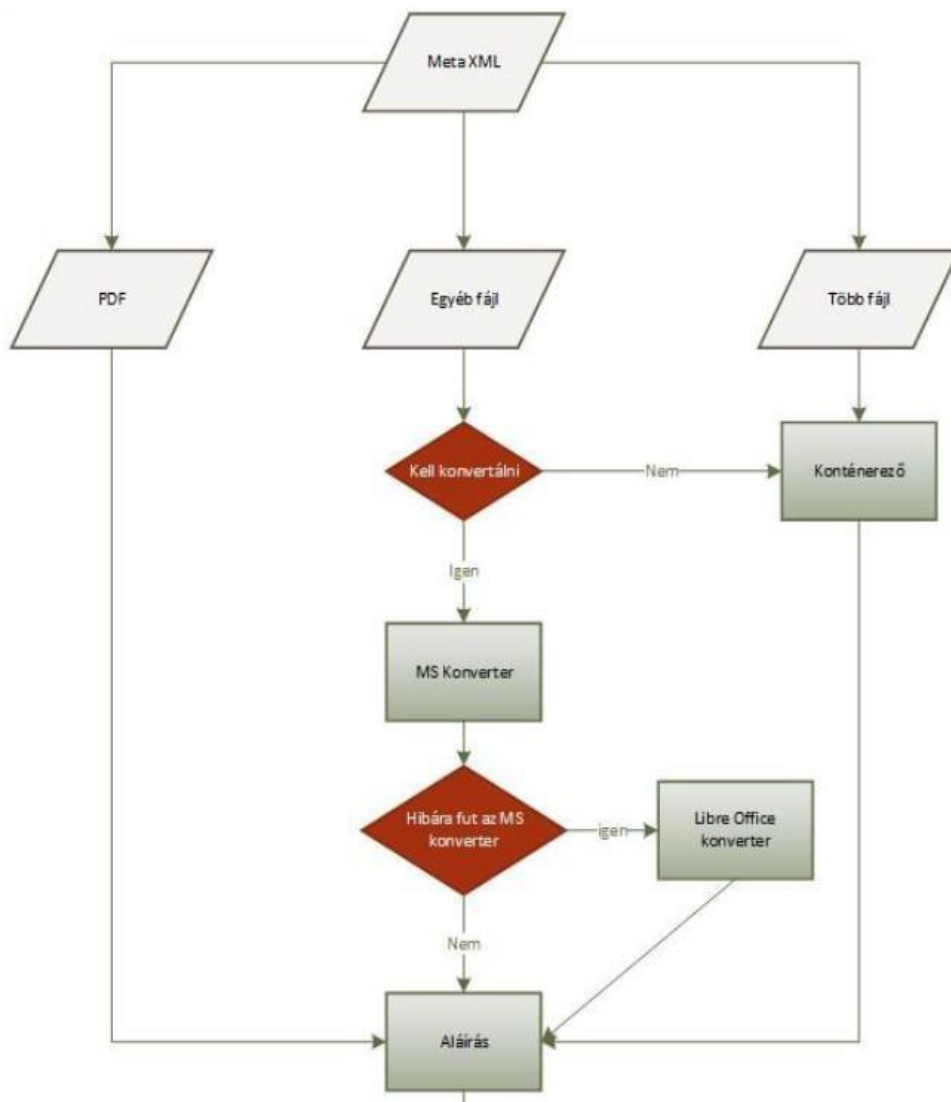 Meta XML
PDF
Egyéb fájl
Több fájl
Kell konvertálni
Nem
Konténerező
Igen
MS Konverter
Hibára fut az MS
konverter
igen
Libre Office
konverter
Nem
Aláírás